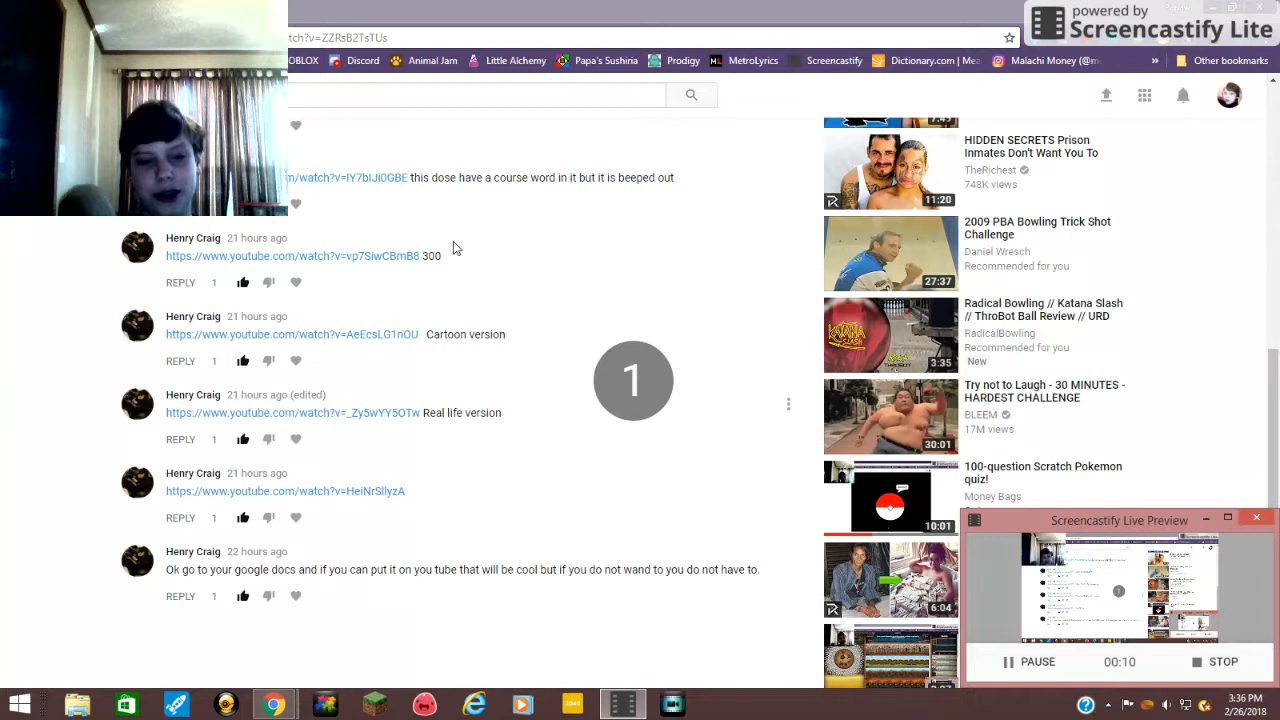 powered by
Screencastify Lite
tch?v=ZZRsB2TsTUs
OBLOX Discord Animal Jam Little Alchemy Papa's Sushiria Prodigy MetroLyrics Screencastify Dictionary.com | Mea Malachi Money (@m »
m/watch?v=lY7bIJi0GBE this dose have a course word in it but it is beeped out
Henry Craig 21 hours ago
https://www.youtube.com/watch?v=vp7SiwCBmB8 300
REPLY 1
Henry Craig 21 hours ago
https://www.youtube.com/watch?v=AeEcsLG1nOU Cartoon version
REPLY 1
Henry Craig 21 hours ago (edited)
https://www.youtube.com/watch?v=_Zy5wYY5OTw Real life version
REPLY 1
Henry Craig 21 hours ago
https://www.youtube.com/watch?v=HeiNrSllyzA
REPLY 1
Henry Craig 22 hours ago
Ok go to your google docs and if you can put it on you tube that will be cool but if you do not wand to you do not have to.
REPLY 1
1
7:49
HIDDEN SECRETS Prison
Inmates Don't Want You To
TheRichest
748K views
11:20
2009 PBA Bowling Trick Shot
Challenge
Daniel Wresch
Recommended for you
27:37
Radical Bowling // Katana Slash
// ThroBot Ball Review // URD
RadicalBowling
Recommended for you
New
KATANA
SLASH
3:35
Try not to Laugh - 30 MINUTES -
HARDEST CHALLENGE
BLEEM
17M views
30:01
100-question Scratch Pokemon
quiz!
Money Bags
10:01
6:04
Screencastify Live Preview
PAUSE 00:10 STOP
2048
3:36 PM
2/26/2018